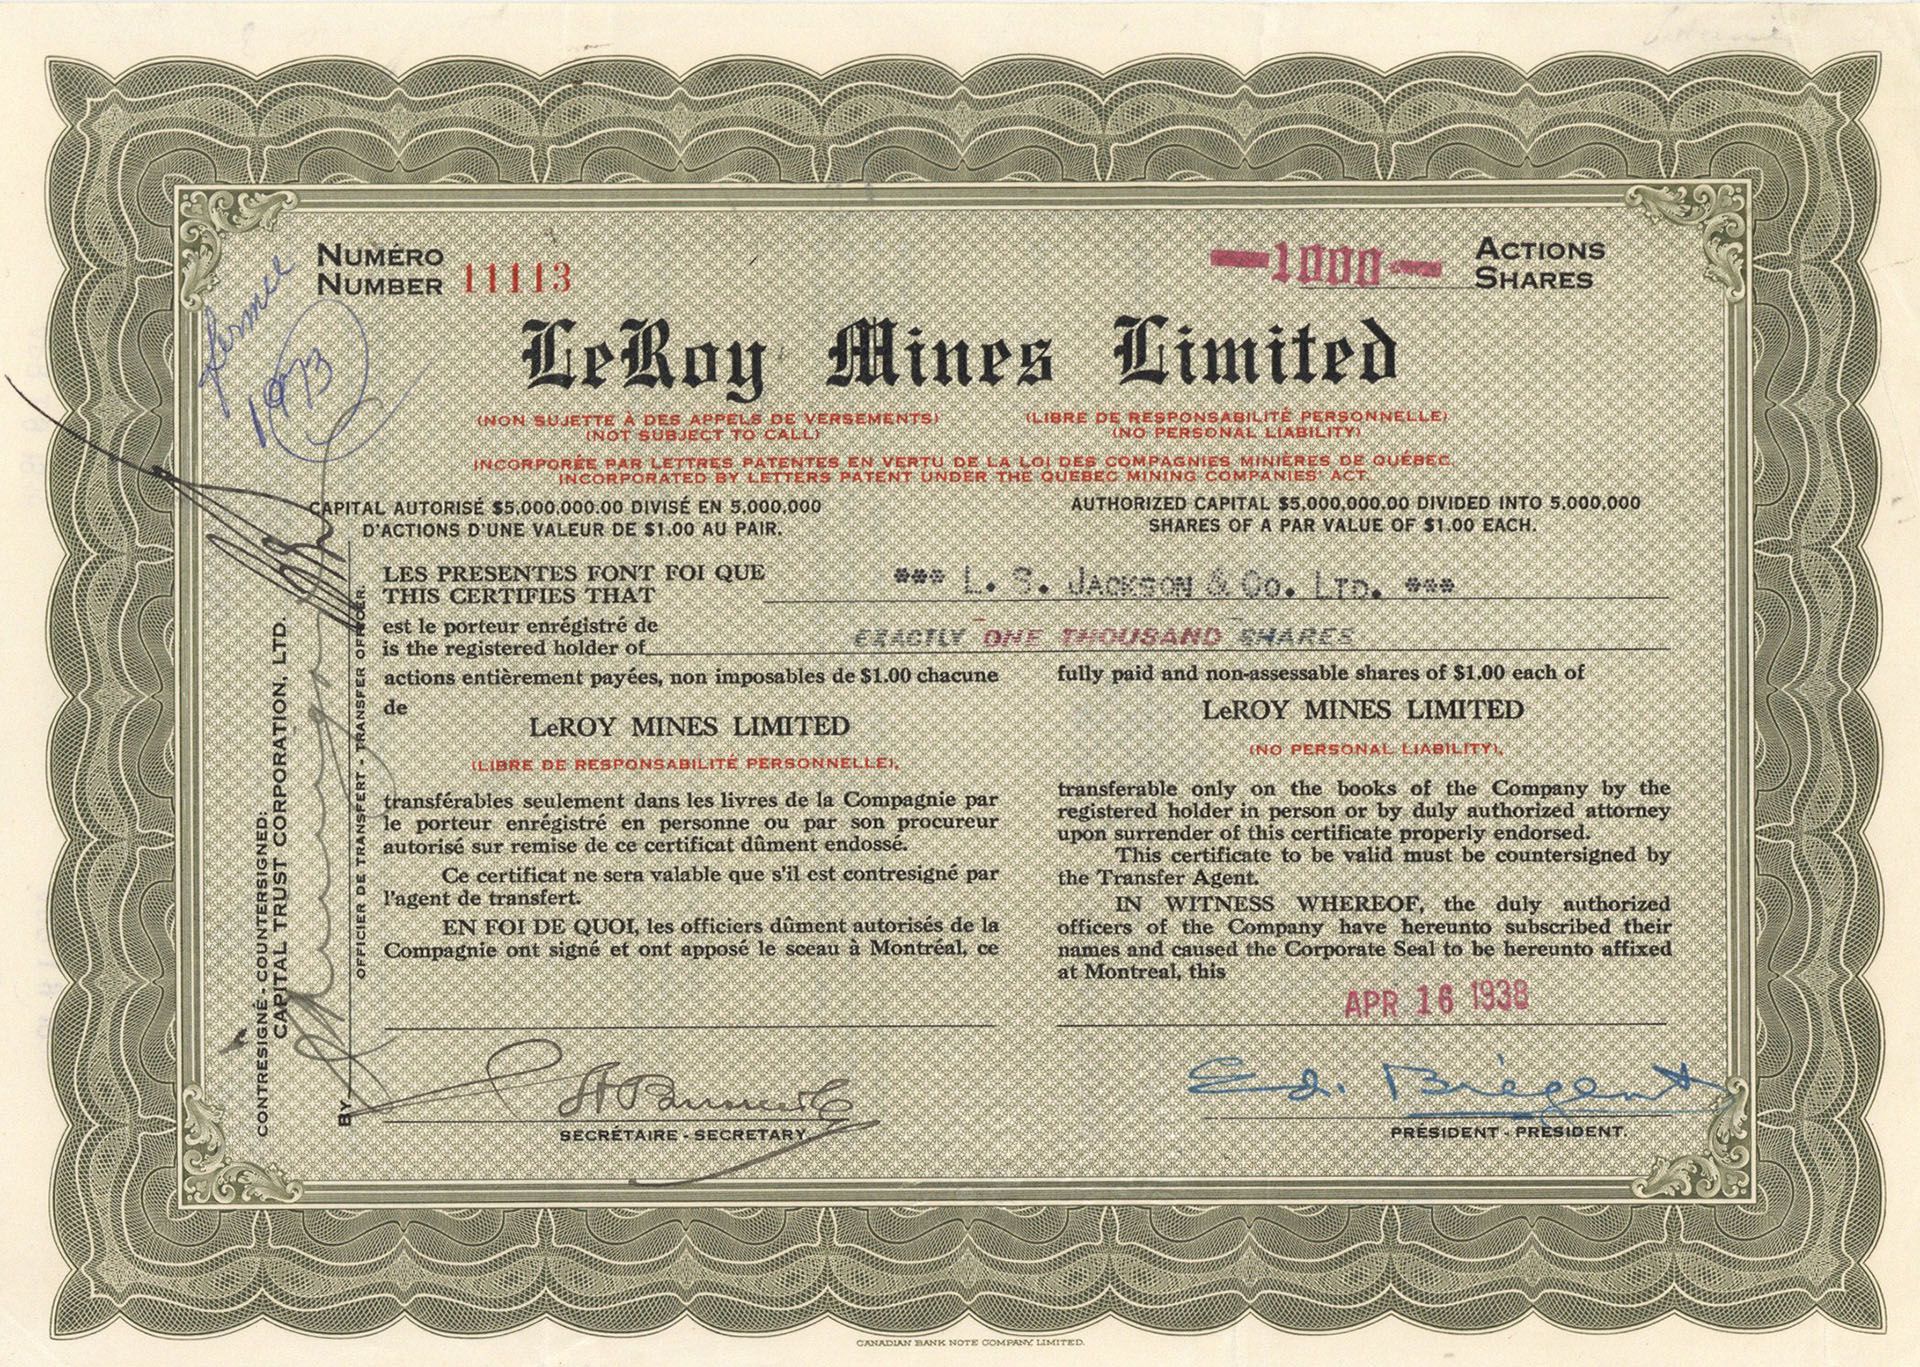 NUMÉRO
NUMBER 11113
1000 ACTIONS
SHARES
fermée
1973
LeRoy Mines Limited
(NON SUJETTE À DES APPELS DE VERSEMENTS) (LIBRE DE RESPONSABILITÉ PERSONNELLE)
(NOT SUBJECT TO CALL) (NO PERSONAL LIABILITY)
INCORPORÉE PAR LETTRES PATENTES EN VERTU DE LA LOI DES COMPAGNIES MINIÈRES DE QUÉBEC.
INCORPORATED BY LETTERS PATENT UNDER THE QUEBEC MINING COMPANIES' ACT.
CAPITAL AUTORISÉ $5,000,000.00 DIVISÉ EN 5,000,000
D'ACTIONS D'UNE VALEUR DE $1.00 AU PAIR.
AUTHORIZED CAPITAL $5,000,000.00 DIVIDED INTO 5,000,000
SHARES OF A PAR VALUE OF $1.00 EACH.
LES PRESENTES FONT FOI QUE
THIS CERTIFIES THAT *** L. S. JACKSON & CO. LTD. ***
est le porteur enrégistré de
is the registered holder of EXACTLY ONE THOUSAND SHARES
actions entièrement payées, non imposables de $1.00 chacune
de
LeROY MINES LIMITED
(LIBRE DE RESPONSABILITÉ PERSONNELLE),
transférables seulement dans les livres de la Compagnie par
le porteur enrégistré en personne ou par son procureur
autorisé sur remise de ce certificat dûment endossé.
Ce certificat ne sera valable que s'il est contresigné par
l'agent de transfert.
EN FOI DE QUOI, les officiers dûment autorisés de la
Compagnie ont signé et ont apposé le sceau à Montréal, ce
fully paid and non-assessable shares of $1.00 each of
LeROY MINES LIMITED
(NO PERSONAL LIABILITY),
transferable only on the books of the Company by the
registered holder in person or by duly authorized attorney
upon surrender of this certificate properly endorsed.
This certificate to be valid must be countersigned by
the Transfer Agent.
IN WITNESS WHEREOF, the duly authorized
officers of the Company have hereunto subscribed their
names and caused the Corporate Seal to be hereunto affixed
at Montreal, this
APR 16 1938
SECRÉTAIRE - SECRETARY
Ed. Brégent
PRÉSIDENT - PRESIDENT.
CONTRESIGNÉ - COUNTERSIGNED:
CAPITAL TRUST CORPORATION, LTD.
BY
OFFICIER DE TRANSFERT - TRANSFER OFFICER.
CANADIAN BANK NOTE COMPANY, LIMITED.